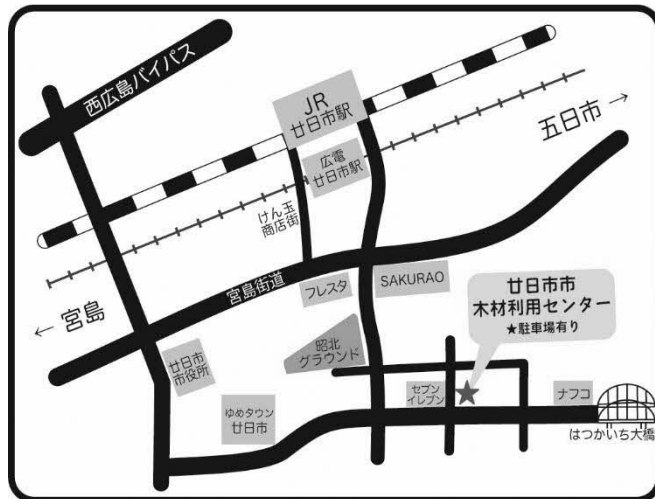 西広島バイパス
JR
廿日市駅
広電
廿日市駅
五日市
→
けん玉
商店街
宮島街道
← 宮島
フレスタ
SAKURAO
廿日市市
木材利用センター
★駐車場有り
昭北
グラウンド
廿日市
市役所
セブン
イレブン
★
ナフコ
ゆめタウン
廿日市
はつかいち大橋